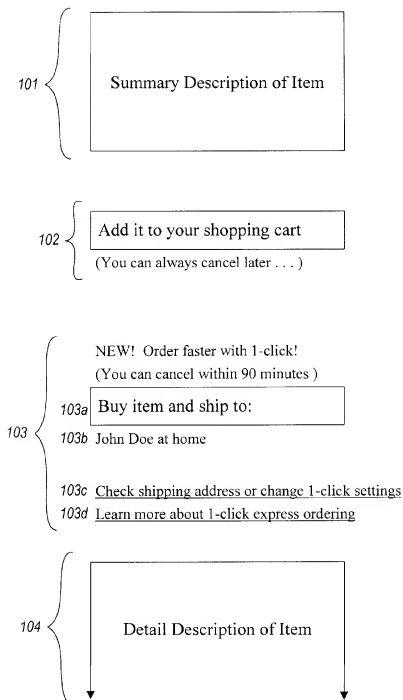 101
Summary Description of Item
102
Add it to your shopping cart
(You can always cancel later . . . )
103
NEW! Order faster with 1-click!
(You can cancel within 90 minutes )
103a Buy item and ship to:
103b John Doe at home
103c Check shipping address or change 1-click settings
103d Learn more about 1-click express ordering
104
Detail Description of Item